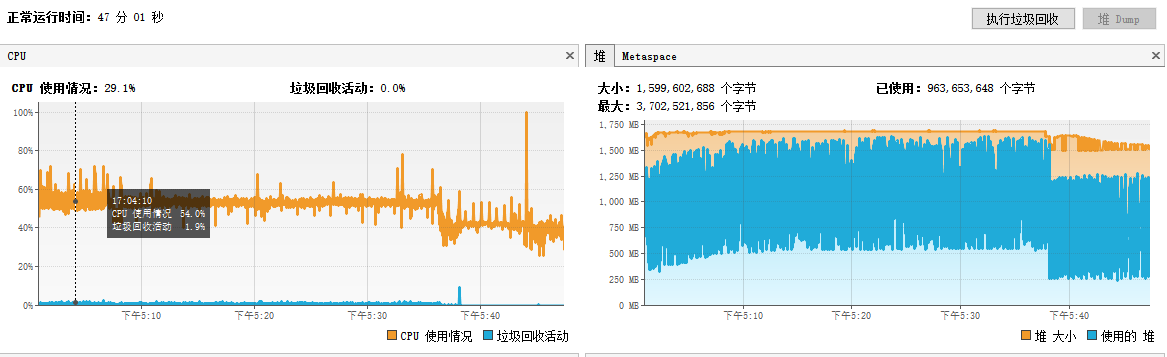 正常运行时间：47 分 01 秒
执行垃圾回收
堆 Dump
CPU
CPU 使用情况：29.1%
垃圾回收活动：0.0%
100%
80%
60%
40%
20%
0%
17:04:10
CPU 使用情况 54.0%
垃圾回收活动 1.9%
下午5:10
下午5:20
下午5:30
下午5:40
CPU 使用情况
垃圾回收活动
堆
Metaspace
大小：1,599,602,688 个字节
已使用：963,653,648 个字节
最大：3,702,521,856 个字节
1,750 MB
1,500 MB
1,250 MB
1,000 MB
750 MB
500 MB
250 MB
0 MB
下午5:10
下午5:20
下午5:30
下午5:40
堆 大小
使用的 堆